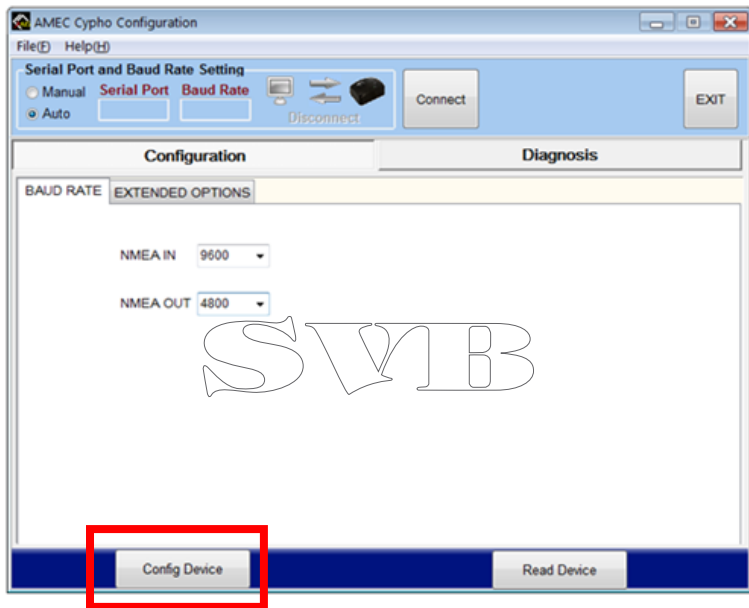 AMEC Cypho Configuration
File(F) Help(H)
Serial Port and Baud Rate Setting
Manual Serial Port Baud Rate
Auto
Disconnect
Connect
EXIT
Configuration Diagnosis
BAUD RATE EXTENDED OPTIONS
NMEA IN 9600
NMEA OUT 4800
SVB
Config Device Read Device